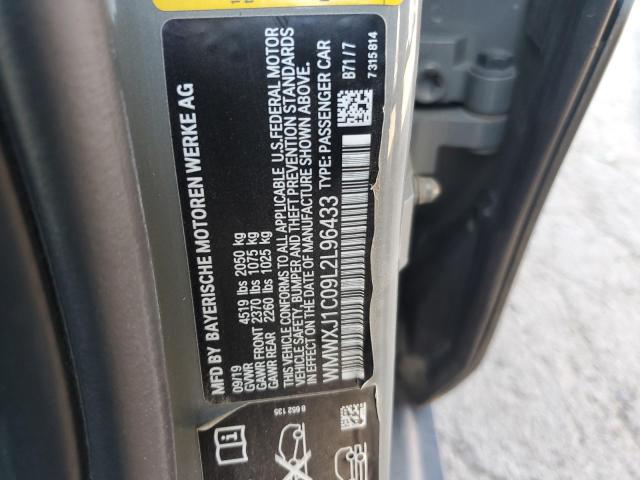 MFD BY BAYERISCHE MOTOREN WERKE AG
09/19
GVWR 4519 lbs 2050 kg
GAWR FRONT 2370 lbs 1075 kg
GAWR REAR 2260 lbs 1025 kg
THIS VEHICLE CONFORMS TO ALL APPLICABLE U.S.FEDERAL MOTOR
VEHICLE SAFETY, BUMPER AND THEFT PREVENTION STANDARDS
IN EFFECT ON THE DATE OF MANUFACTURE SHOWN ABOVE.
WMWXJ1C09L2L96433 TYPE: PASSENGER CAR
B71/7
7 315 814
8 652 135